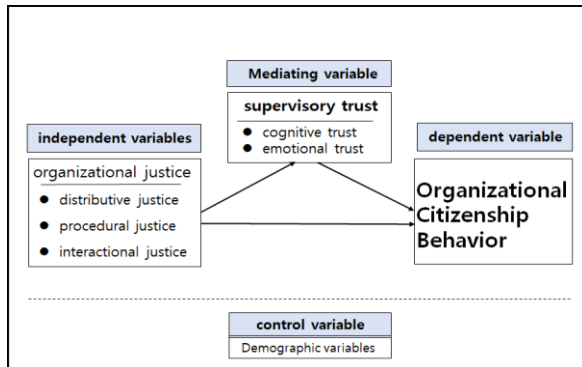 Mediating variable
supervisory trust
● cognitive trust
● emotional trust
independent variables
organizational justice
● distributive justice
● procedural justice
● interactional justice
dependent variable
Organizational
Citizenship
Behavior
control variable
Demographic variables